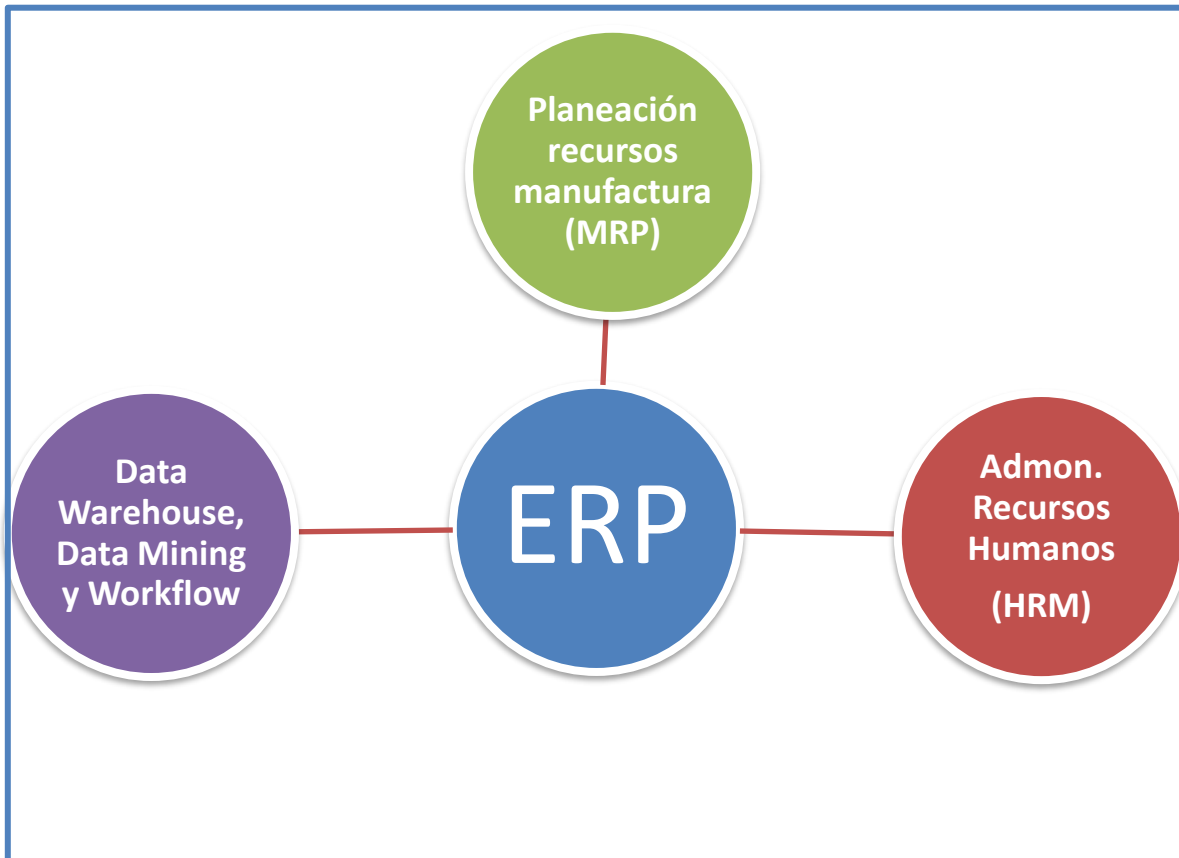 Planeación
recursos
manufactura
(MRP)
Data
Warehouse,
Data Mining
y Workflow
ERP
Admon.
Recursos
Humanos
(HRM)